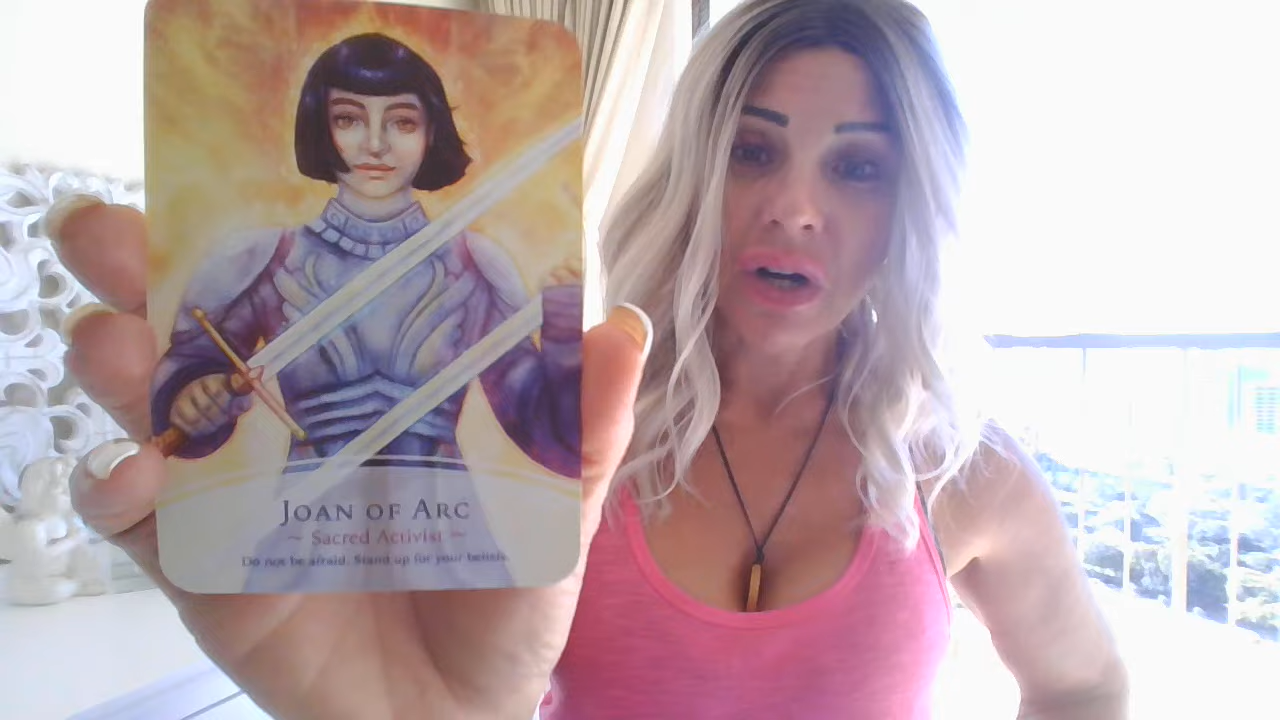 JOAN OF ARC
~ Sacred Activist ~
Do not be afraid. Stand up for your beliefs.